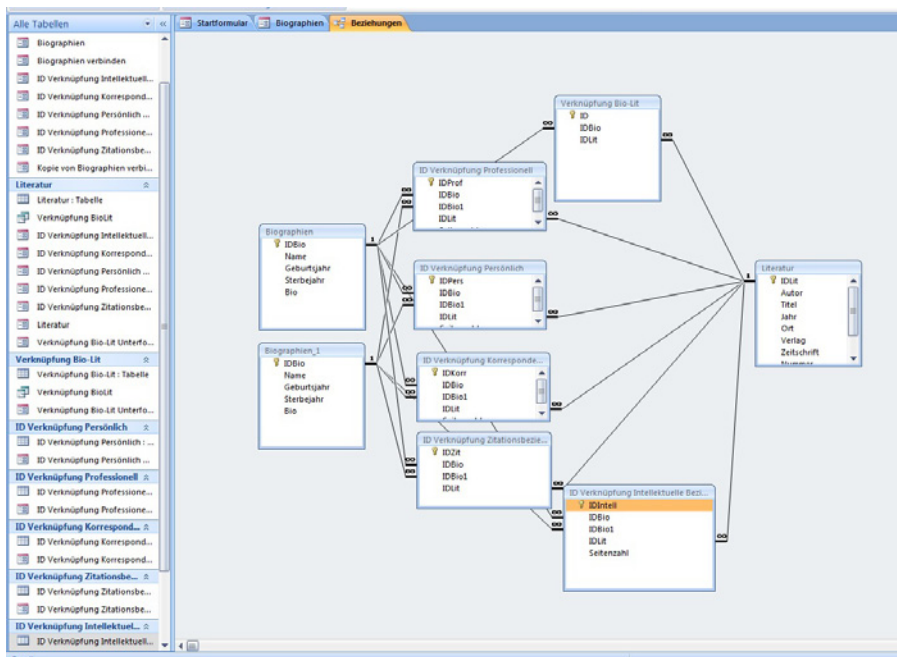 Alle Tabellen
Biographien
Biographien verbinden
ID Verknüpfung Intellektuell...
ID Verknüpfung Korrespond...
ID Verknüpfung Persönlich ...
ID Verknüpfung Professione...
ID Verknüpfung Zitationsbe...
Kopie von Biographien verbi...
Literatur
Literatur : Tabelle
Verknüpfung BioLit
ID Verknüpfung Intellektuell...
ID Verknüpfung Korrespond...
ID Verknüpfung Persönlich ...
ID Verknüpfung Professione...
ID Verknüpfung Zitationsbe...
Literatur
Verknüpfung Bio-Lit Unterfo...
Verknüpfung Bio-Lit
Verknüpfung Bio-Lit : Tabelle
Verknüpfung BioLit
Verknüpfung Bio-Lit Unterfo...
ID Verknüpfung Persönlich
ID Verknüpfung Persönlich : ...
ID Verknüpfung Persönlich ...
ID Verknüpfung Professionell
ID Verknüpfung Professione...
ID Verknüpfung Professione...
ID Verknüpfung Korrespond...
ID Verknüpfung Korrespond...
ID Verknüpfung Korrespond...
ID Verknüpfung Zitationsbe...
ID Verknüpfung Zitationsbe...
ID Verknüpfung Zitationsbe...
ID Verknüpfung Intellektuel...
ID Verknüpfung Intellektuell...
Startformular Biographien Beziehungen
Verknüpfung Bio-Lit
ID
IDBio
IDLit
ID Verknüpfung Professionell
IDProf
IDBio
IDBio1
IDLit
Biographien
IDBio
Name
Geburtsjahr
Sterbejahr
Bio
ID Verknüpfung Persönlich
IDPers
IDBio
IDBio1
IDLit
Literatur
IDLit
Autor
Titel
Jahr
Ort
Verlag
Zeitschrift
Nummer
Biographien_1
IDBio
Name
Geburtsjahr
Sterbejahr
Bio
ID Verknüpfung Korresponde...
IDKorr
IDBio
IDBio1
IDLit
ID Verknüpfung Zitationsbezie...
IDZit
IDBio
IDBio1
IDLit
ID Verknüpfung Intellektuelle Bezi...
IDIntell
IDBio
IDBio1
IDLit
Seitenzahl